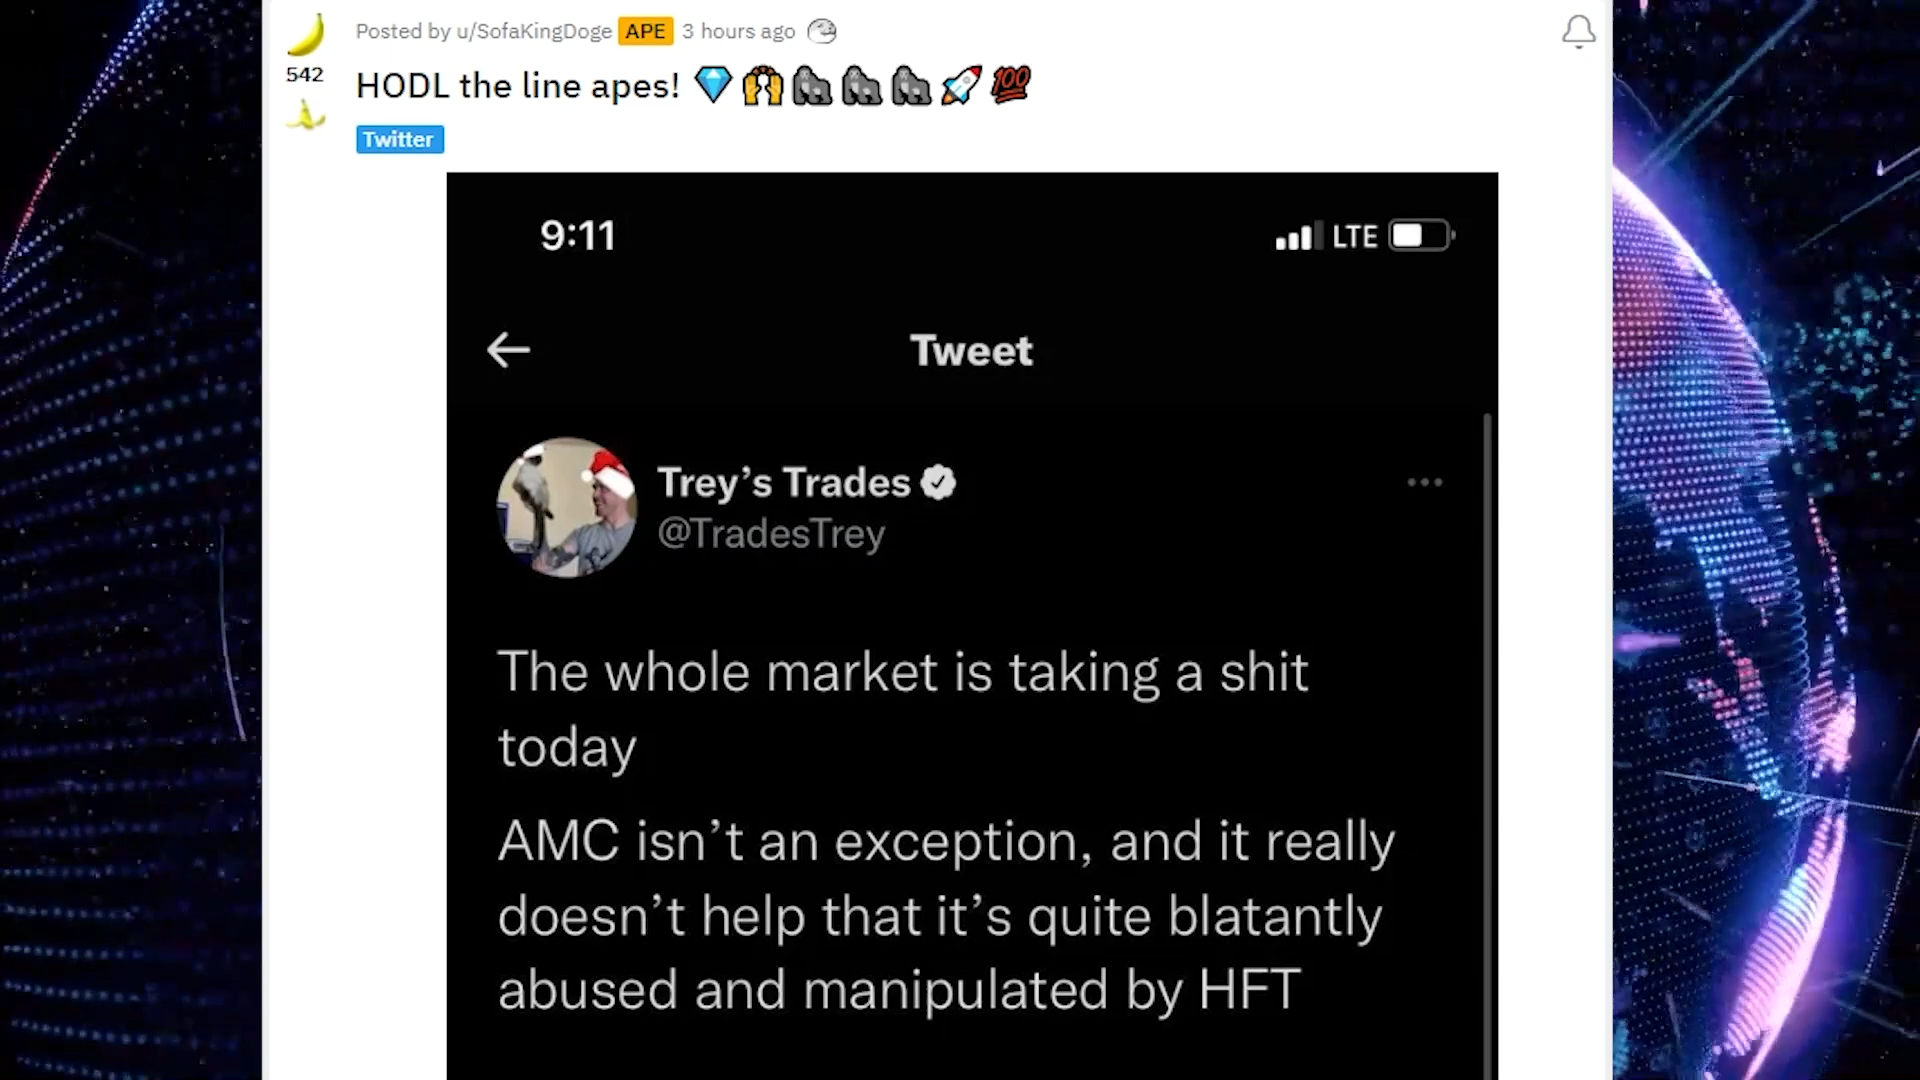 Posted by u/SofaKingDoge APE 3 hours ago
542
HODL the line apes! 💎🙌🦍🦍🦍🚀💯
Twitter
9:11 LTE
Tweet
Trey’s Trades
@TradesTrey
The whole market is taking a shit
today
AMC isn’t an exception, and it really
doesn’t help that it’s quite blatantly
abused and manipulated by HFT